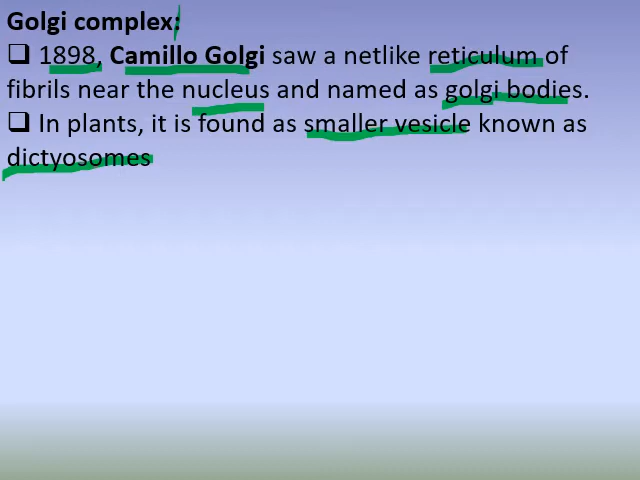 Golgi complex:
❑ 1898, Camillo Golgi saw a netlike reticulum of
fibrils near the nucleus and named as golgi bodies.
❑ In plants, it is found as smaller vesicle known as
dictyosomes